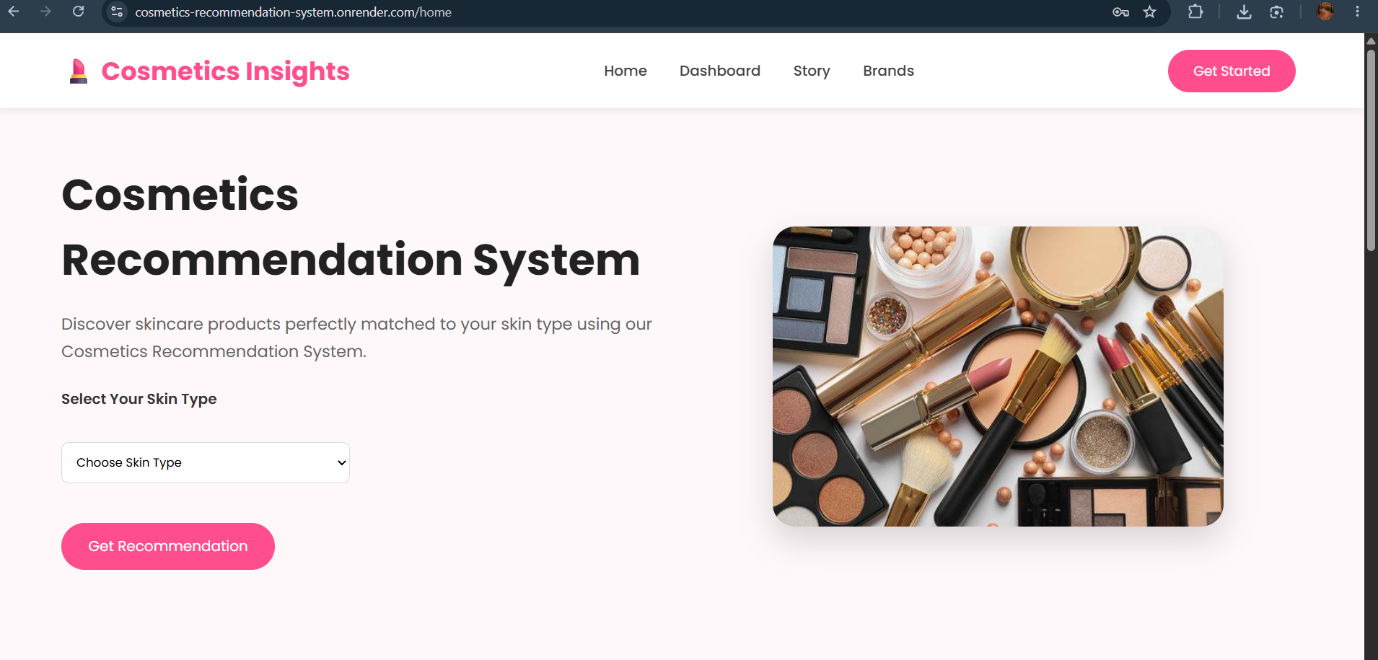 cosmetics-recommendation-system.onrender.com/home
Cosmetics Insights
Home
Dashboard
Story
Brands
Get Started
Cosmetics
Recommendation System
Discover skincare products perfectly matched to your skin type using our
Cosmetics Recommendation System.
Select Your Skin Type
Choose Skin Type
Get Recommendation